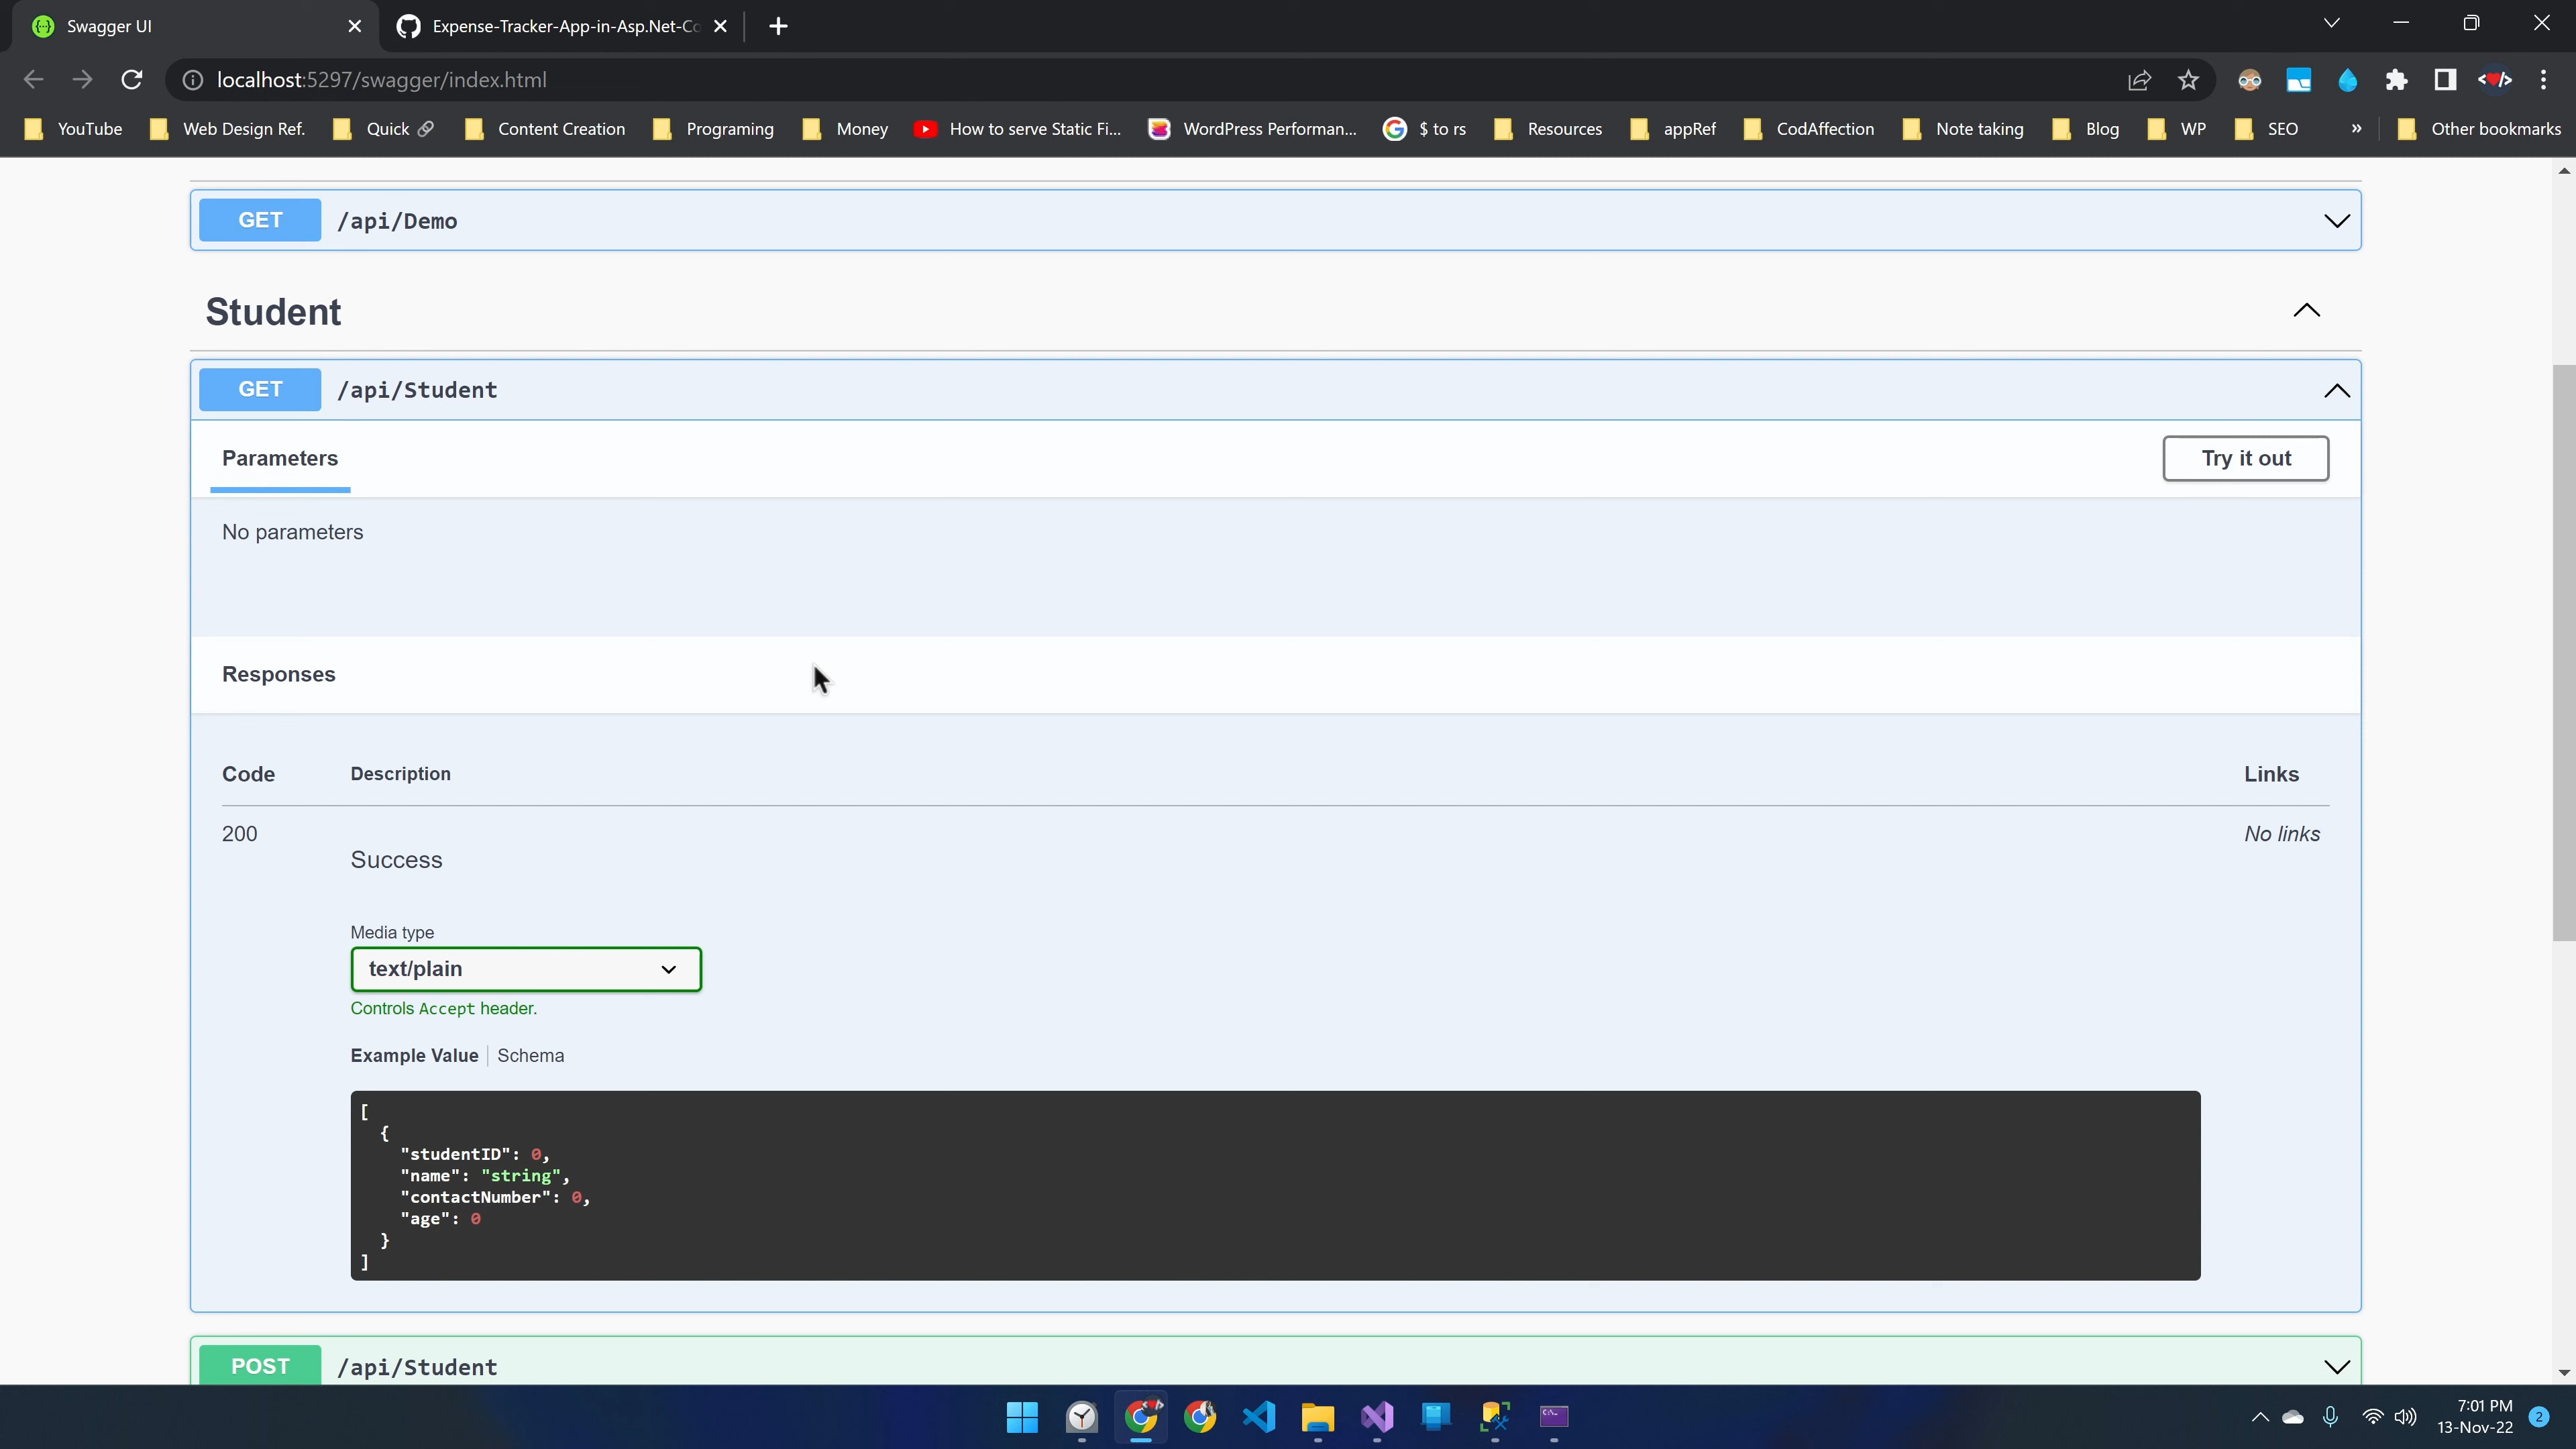 Swagger UI
Expense-Tracker-App-in-Asp.Net-Co
localhost:5297/swagger/index.html
YouTube Web Design Ref. Quick Content Creation Programing Money How to serve Static Fi... WordPress Performan... $ to rs Resources appRef CodAffection Note taking Blog WP SEO » Other bookmarks
GET /api/Demo
Student
GET /api/Student
Parameters Try it out
No parameters
Responses
Code Description Links
200 No links
Success
Media type
text/plain
Controls Accept header.
Example Value Schema
[
{
"studentID": 0,
"name": "string",
"contactNumber": 0,
"age": 0
}
]
POST /api/Student
7:01 PM
13-Nov-22
2